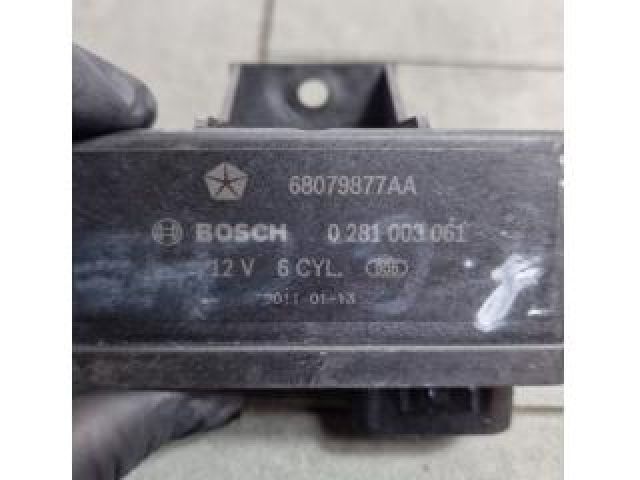 68079877AA
BOSCH 0 281 003 061
12 V 6 CYL.
2011-01-13